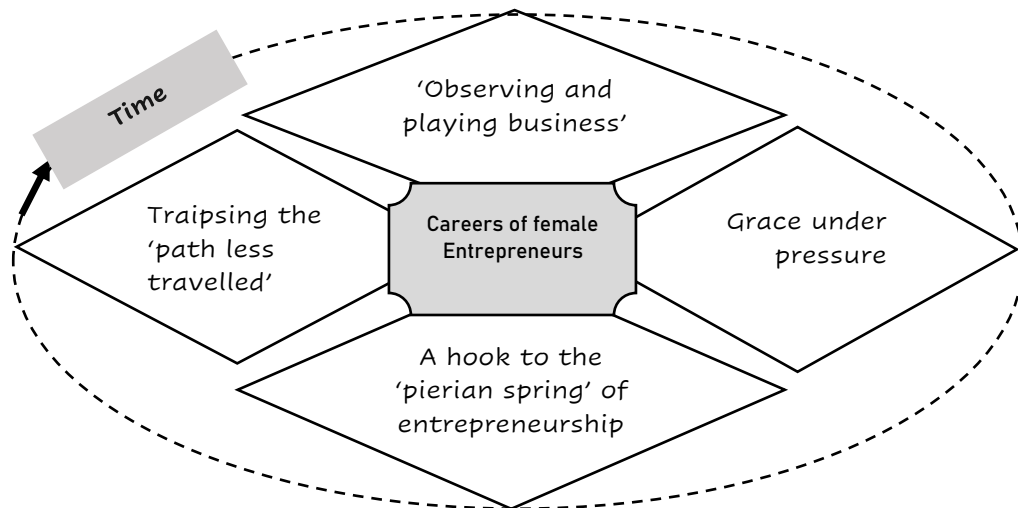 Time
‘Observing and
playing business’
Traipsing the
‘path less
travelled’
Careers of female
Entrepreneurs
Grace under
pressure
A hook to the
‘pierian spring’ of
entrepreneurship